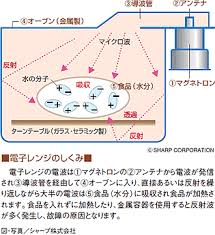 ④オーブン（金属製）
③導波管
②アンテナ
マイクロ波
反射
水の分子
吸収
⑤食品（水分）
①マグネトロン
透過
ターンテーブル（ガラス・セラミック製）
反射
©SHARP CORPORATION
■電子レンジのしくみ■
電子レンジの電波は①マグネトロンの②アンテナから電波が発信
され③導波管を経由して④オーブンに入り、直接あるいは反射を繰
り返しながら大半の電波は⑤食品（水分）に吸収され食品が加熱さ
れます。食品を入れずに加熱したり、金属容器を使用すると反射波
が多く発生し、故障の原因となります。
図・写真／シャープ株式会社